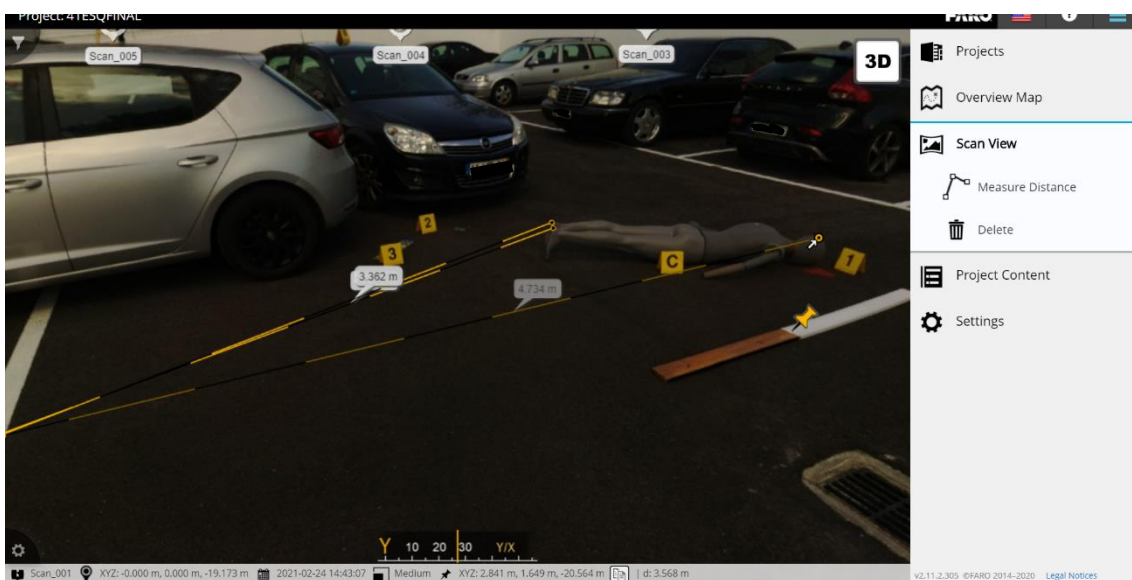 Project: 41ESQFINAL
FARO
Scan_005
Scan_004
Scan_003
3D
Projects
Overview Map
Scan View
Measure Distance
Delete
Project Content
Settings
2
3
C
1
3.362 m
4.734 m
Y 10 20 30 Y/X
Scan_001 XYZ: -0.000 m, 0.000 m, -19.173 m 2021-02-24 14:43:07 Medium XYZ: 2.841 m, 1.649 m, -20.564 m | d: 3.568 m
v2.11.2.305 ©FARO 2014-2020 Legal Notices